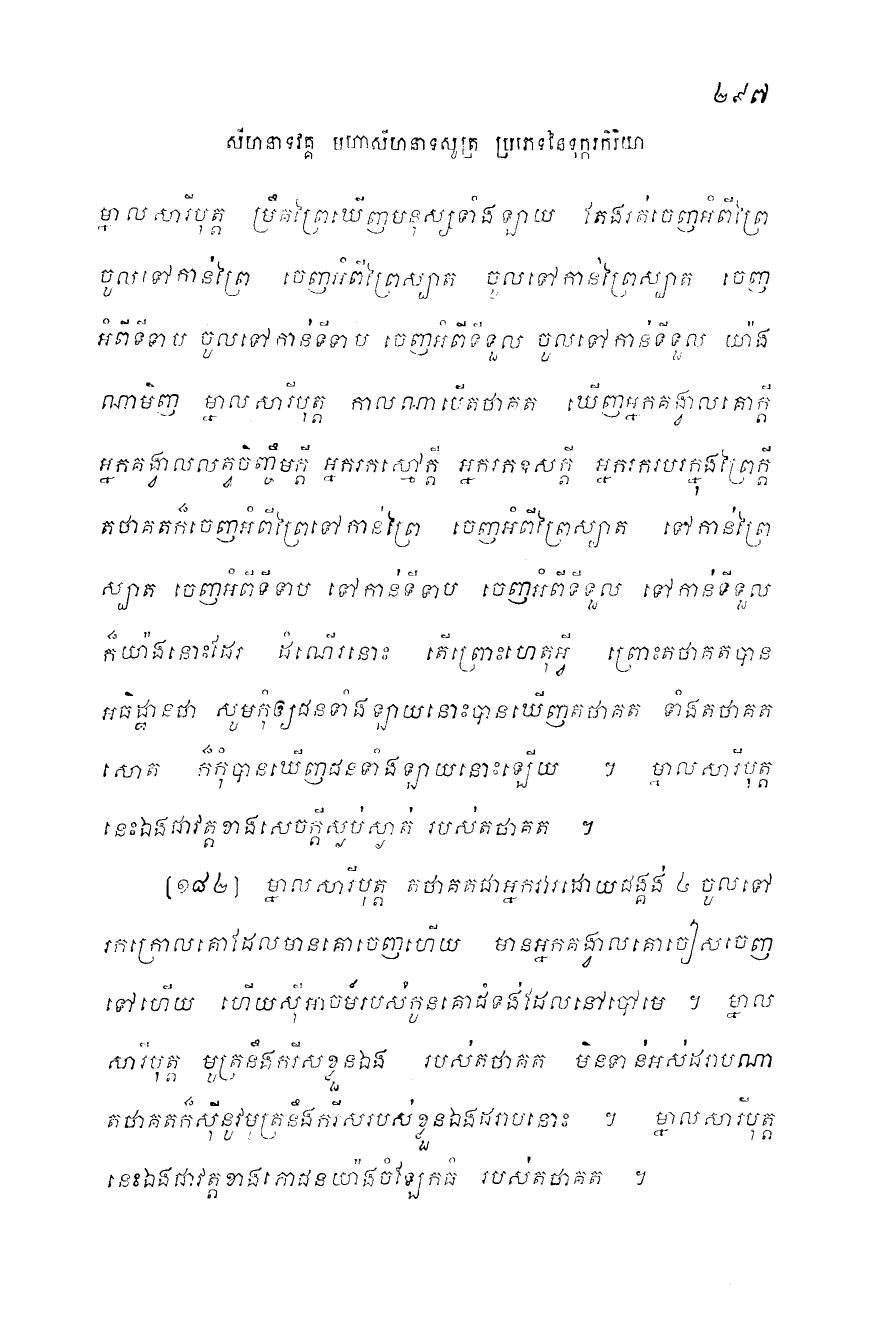 ២៩៧
សីហនាទវគ្គ មហាសីហនាទសូត្រ ប្រភេទនៃទុក្ករកិរិយា
ម្នាលសារីបុត្ត ម្រឹគព្រៃឃើញមនុស្សទាំងឡាយ តែងរត់ចេញអំពីព្រៃ
ចូលទៅកាន់ព្រៃ ចេញអំពីព្រៃស្បាត ចូលទៅកាន់ព្រៃស្បាត ចេញ
អំពីទីទាប ចូលទៅកាន់ទីទាប ចេញអំពីទីទួល ចូលទៅកាន់ទីទួល យ៉ាង
ណាមិញ ម្នាលសារីបុត្ត កាលណាបើតថាគត ឃើញអ្នកគង្វាលគោក្តី
អ្នកគង្វាលលត្វចិញ្ចឹមក្តី អ្នករកស្មៅក្តី អ្នករកឧសក្តី អ្នករករបរក្នុងព្រៃក្តី
តថាគតក៏ចេញអំពីព្រៃទៅកាន់ព្រៃ ចេញអំពីព្រៃស្បាត ទៅកាន់ព្រៃ
ស្បាត ចេញអំពីទីទាប ទៅកាន់ទីទាប ចេញអំពីទីទួល ទៅកាន់ទីទួល
ក៏យ៉ាងនោះដែរ ដំណើរនោះ តើព្រោះហេតុអ្វី ព្រោះតថាគតបាន
អធិដ្ឋានថា សូមកុំឲ្យជនទាំងឡាយនោះបានឃើញតថាគត ទាំងតថាគត
សោត ក៏កុំបានឃើញជនទាំងឡាយនោះឡើយ ។ ម្នាលសារីបុត្ត
នេះឯងជាវត្តខាងសេចក្តីស្ងប់ស្ងាត់ របស់តថាគត ។
[១៨២] ម្នាលសារីបុត្ត តថាគតជាអ្នកវារដោយជង្គង់ ៤ ចូលទៅ
រកក្រោលគោដែលមានគោចេញហើយ មានអ្នកគង្វាលគោចៀសចេញ
ទៅហើយ ហើយស៊ីអាចម៍របស់កូនគោជំទង់ដែលនៅបៅមេ ។ ម្នាល
សារីបុត្ត មូត្រនឹងករីសខ្លួនឯង របស់តថាគត មិនទាន់អស់ដរាបណា
តថាគតក៏ស៊ីនូវមូត្រនឹងករីសរបស់ខ្លួនឯងដរាបនោះ ។ ម្នាលសារីបុត្ត
នេះឯងជាវត្តខាងភោជនយ៉ាងចំឡែកធំ របស់តថាគត ។